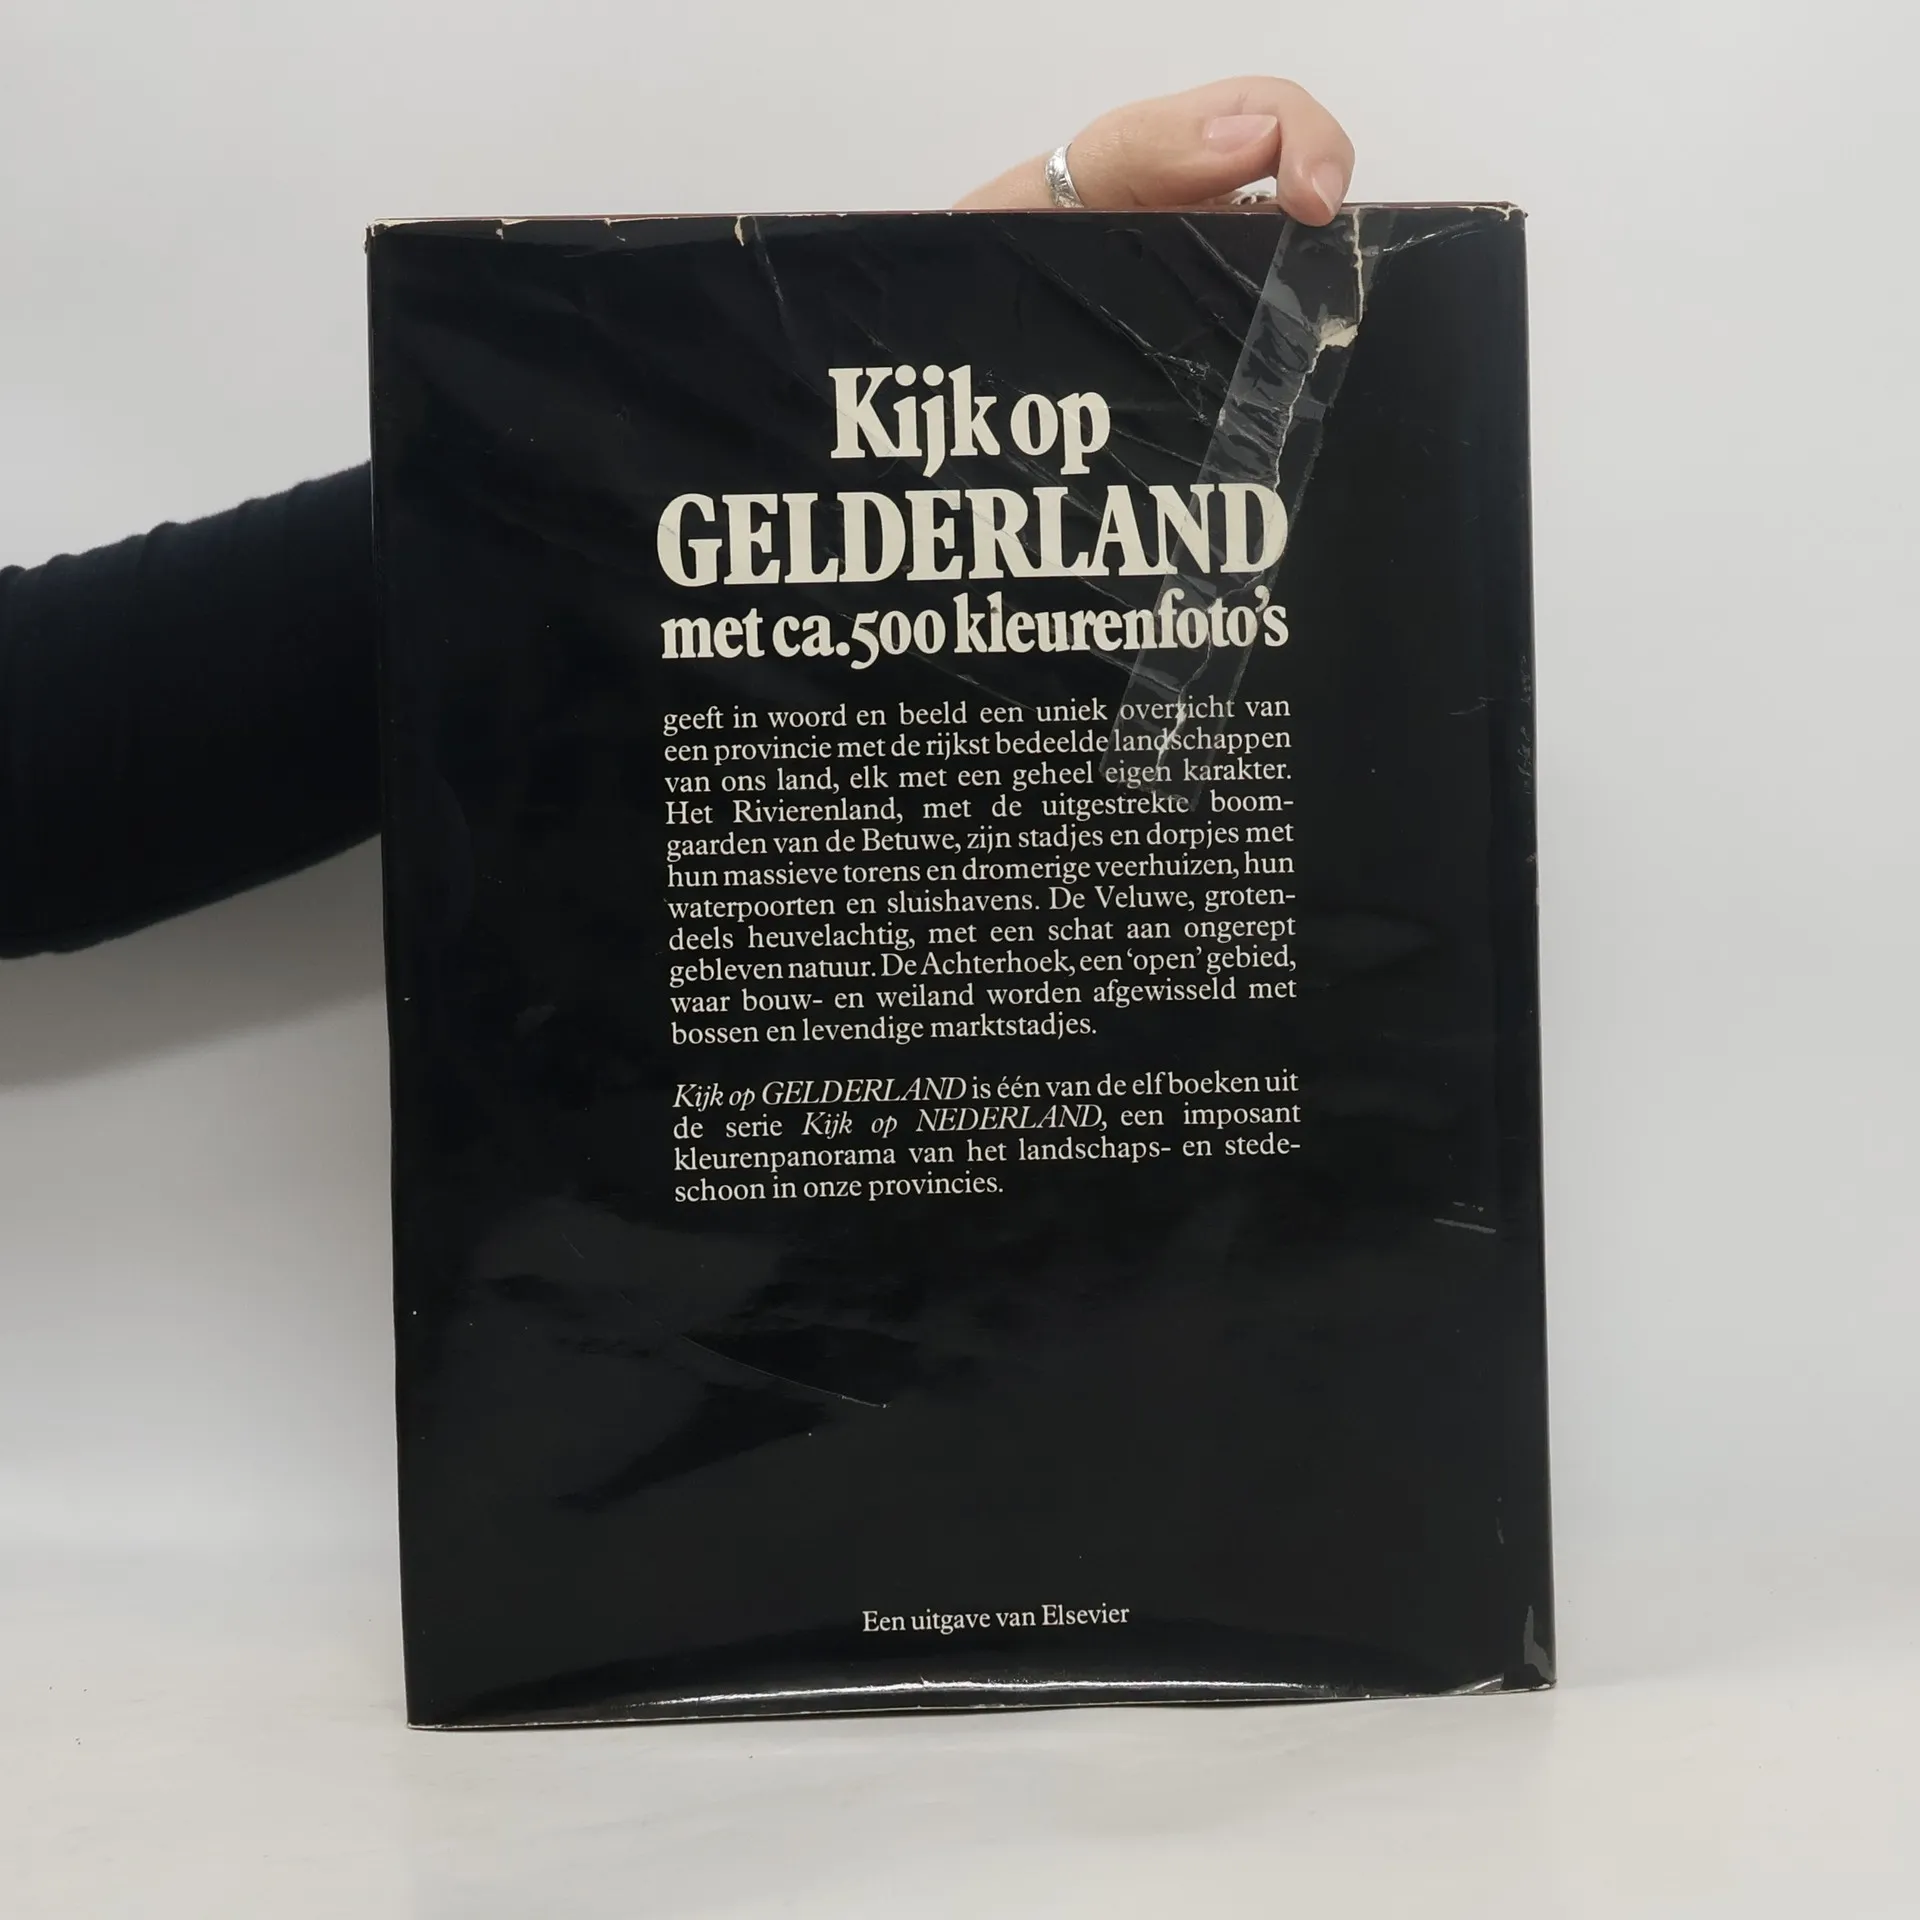 Kijk op
GELDERLAND
met ca.500 kleurenfoto's
geeft in woord en beeld een uniek overzicht van
een provincie met de rijkst bedeelde landschappen
van ons land, elk met een geheel eigen karakter.
Het Rivierenland, met de uitgestrekte boom-
gaarden van de Betuwe, zijn stadjes en dorpjes met
hun massieve torens en dromerige veerhuizen, hun
waterpoorten en sluishavens. De Veluwe, groten-
deels heuvelachtig, met een schat aan ongerept
gebleven natuur. De Achterhoek, een ‘open’ gebied,
waar bouw- en weiland worden afgewisseld met
bossen en levendige marktstadjes.
Kijk op GELDERLAND is één van de elf boeken uit
de serie Kijk op NEDERLAND, een imposant
kleurenpanorama van het landschaps- en stede-
schoon in onze provincies.
Een uitgave van Elsevier